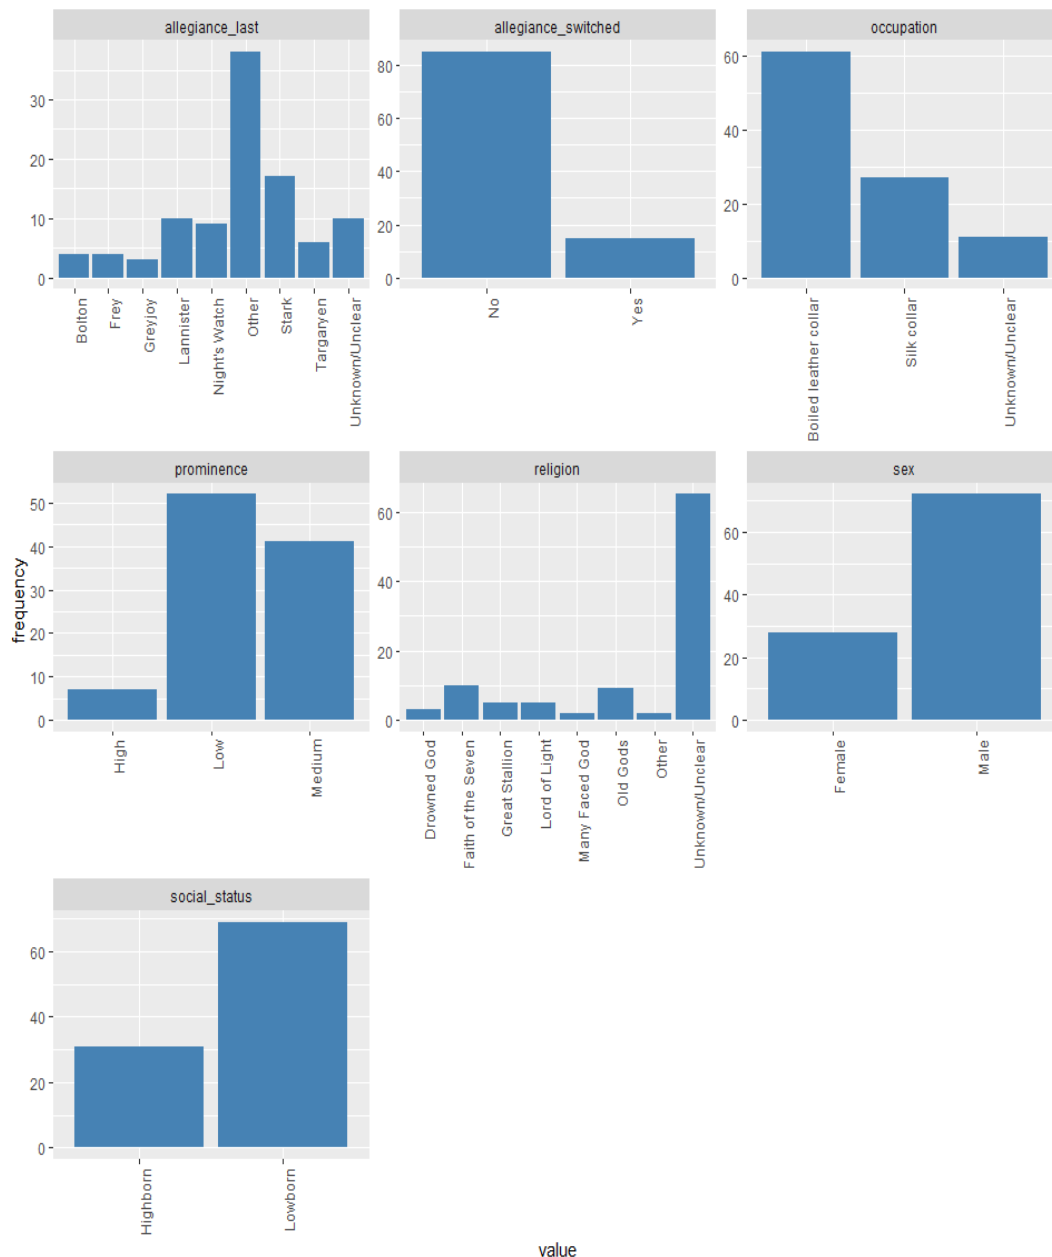 allegiance_last
allegiance_switched
occupation
30
20
10
0
80
60
40
20
0
60
40
20
0
Bolton
Frey
Greyjoy
Lannister
Night's Watch
Other
Stark
Targaryen
Unknown/Unclear
No
Yes
Boiled leather collar
Silk collar
Unknown/Unclear
prominence
religion
sex
frequency
50
40
30
20
10
0
60
40
20
0
60
40
20
0
High
Low
Medium
Drowned God
Faith of the Seven
Great Stallion
Lord of Light
Many Faced God
Old Gods
Other
Unknown/Unclear
Female
Male
social_status
60
40
20
0
Highborn
Lowborn
value